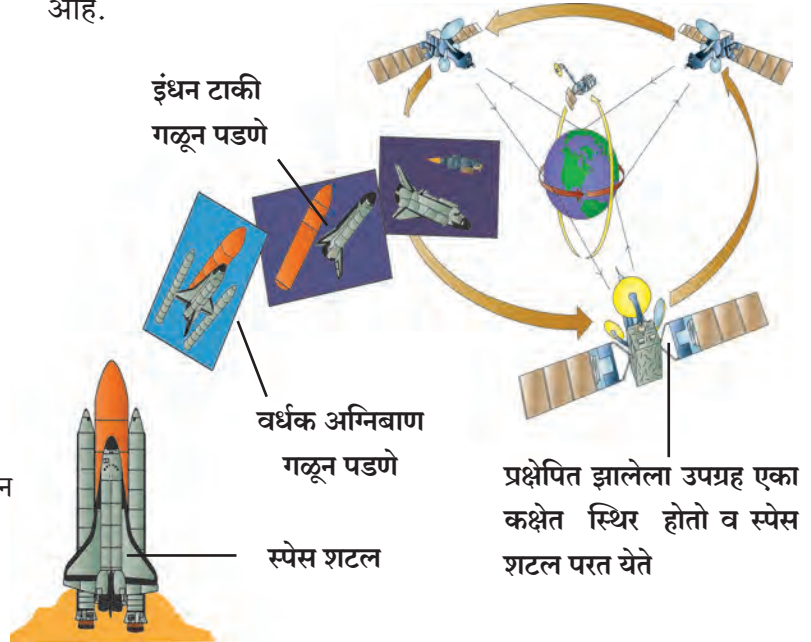 आहे.
इंधन टाकी
गळून पडणे
वर्धक अग्निबाण
गळून पडणे
न
स्पेस शटल
प्रक्षेपित झालेला उपग्रह एका
कक्षेत स्थिर होतो व स्पेस
शटल परत येते